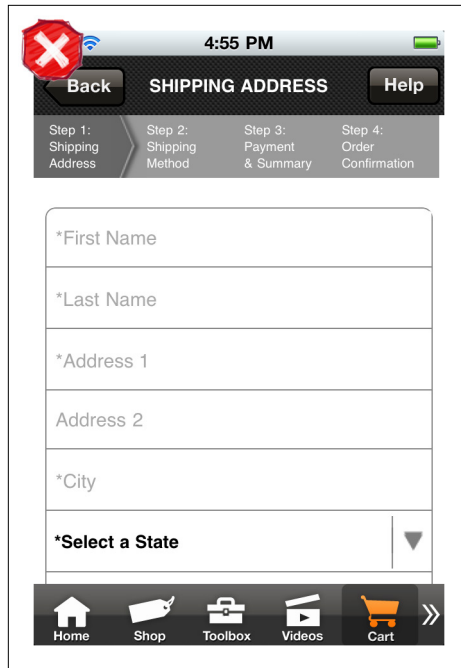 4:55 PM
Back
SHIPPING ADDRESS
Help
Step 1:
Shipping
Address
Step 2:
Shipping
Method
Step 3:
Payment
& Summary
Step 4:
Order
Confirmation
*First Name
*Last Name
*Address 1
Address 2
*City
*Select a State
Home
Shop
Toolbox
Videos
Cart